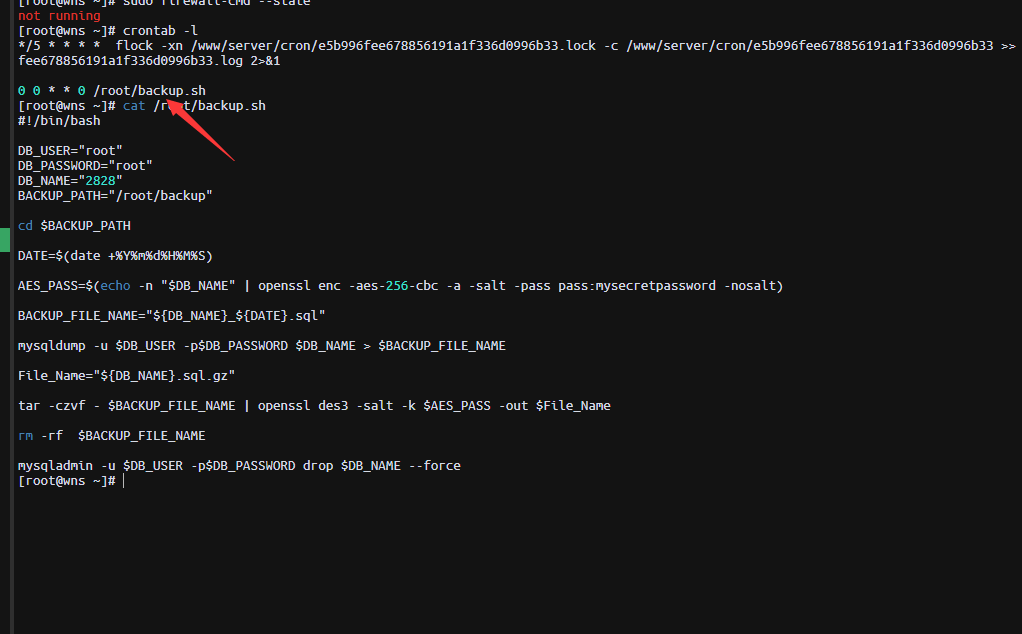 [root@wns ~]# sudo firewall-cmd --state
not running
[root@wns ~]# crontab -l
*/5 * * * *  flock -xn /www/server/cron/e5b996fee678856191a1f336d0996b33.lock -c /www/server/cron/e5b996fee678856191a1f336d0996b33 >>
fee678856191a1f336d0996b33.log 2>&1
0 0 * * 0 /root/backup.sh
[root@wns ~]# cat /root/backup.sh
#!/bin/bash
DB_USER="root"
DB_PASSWORD="root"
DB_NAME="2828"
BACKUP_PATH="/root/backup"
cd $BACKUP_PATH
DATE=$(date +%Y%m%d%H%M%S)
AES_PASS=$(echo -n "$DB_NAME" | openssl enc -aes-256-cbc -a -salt -pass pass:mysecretpassword -nosalt)
BACKUP_FILE_NAME="${DB_NAME}_${DATE}.sql"
mysqldump -u $DB_USER -p$DB_PASSWORD $DB_NAME > $BACKUP_FILE_NAME
File_Name="${DB_NAME}.sql.gz"
tar -czvf - $BACKUP_FILE_NAME | openssl des3 -salt -k $AES_PASS -out $File_Name
rm -rf  $BACKUP_FILE_NAME
mysqladmin -u $DB_USER -p$DB_PASSWORD drop $DB_NAME --force
[root@wns ~]#